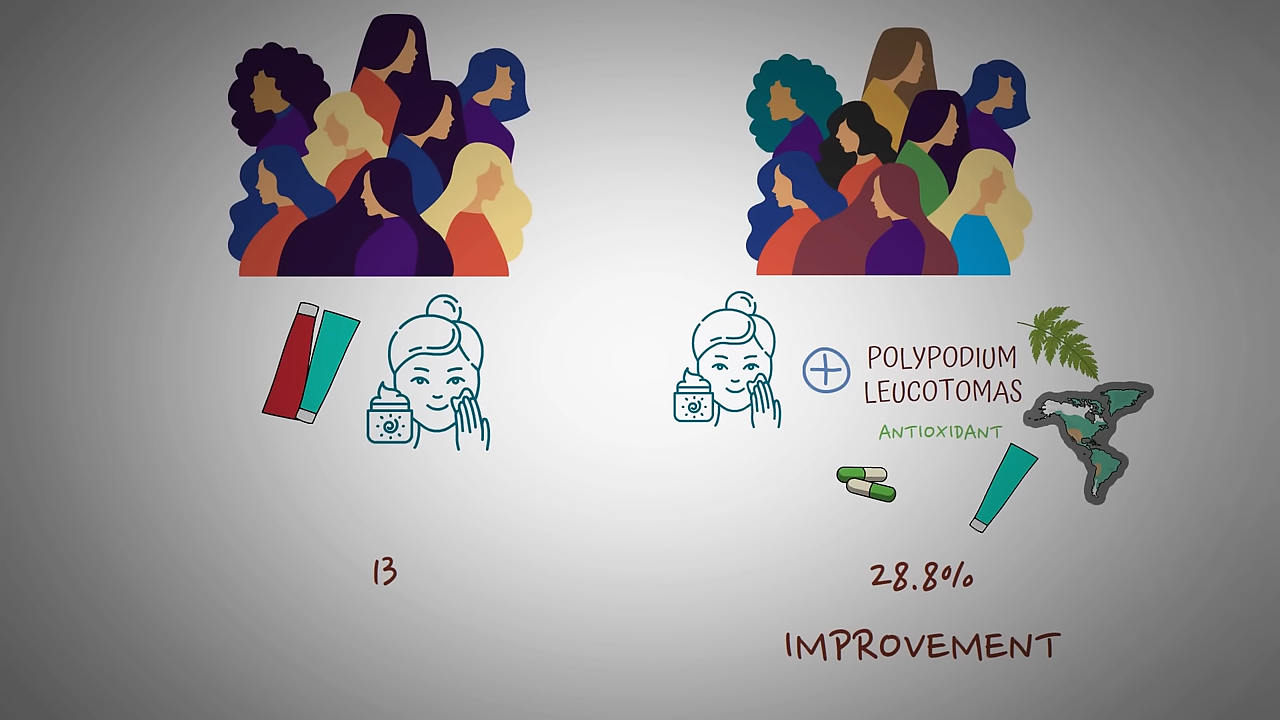 POLYPODIUM
LEUCOTOMAS
ANTIOXIDANT
13
28.8%
IMPROVEMENT